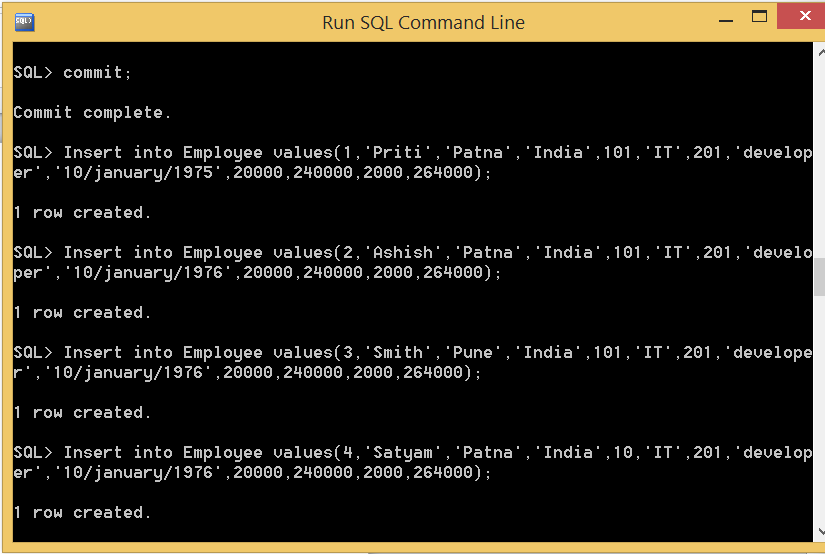 Run SQL Command Line
SQL> commit;
Commit complete.
SQL> Insert into Employee values(1,'Priti','Patna','India',101,'IT',201,'develop
er','10/january/1975',20000,240000,2000,264000);
1 row created.
SQL> Insert into Employee values(2,'Ashish','Patna','India',101,'IT',201,'develo
per','10/january/1976',20000,240000,2000,264000);
1 row created.
SQL> Insert into Employee values(3,'Smith','Pune','India',101,'IT',201,'develope
r','10/january/1976',20000,240000,2000,264000);
1 row created.
SQL> Insert into Employee values(4,'Satyam','Patna','India',10,'IT',201,'develop
er','10/january/1976',20000,240000,2000,264000);
1 row created.